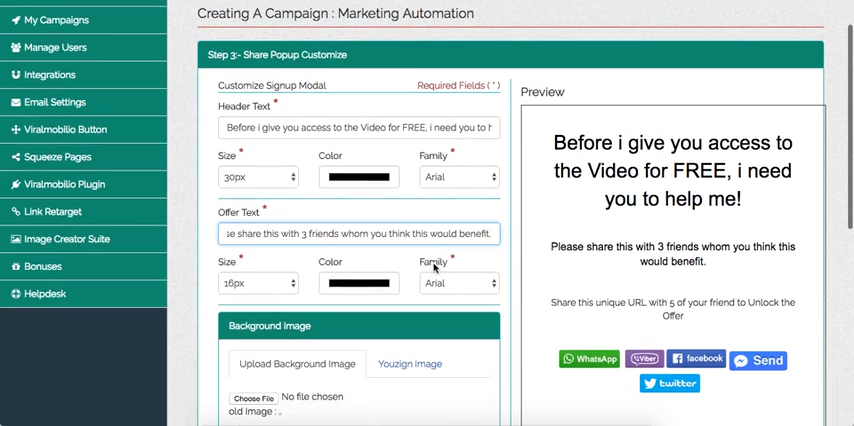 Creating A Campaign : Marketing Automation
My Campaigns
Manage Users
Integrations
Email Settings
Viralmobilio Button
Squeeze Pages
Viralmobilio Plugin
Link Retarget
Image Creator Suite
Bonuses
Helpdesk
Step 3:- Share Popup Customize
Customize Signup Modal
Required Fields ( * )
Header Text *
Before i give you access to the Video for FREE, i need you to h
Size *
Color
Family *
30px
Arial
Offer Text *
se share this with 3 friends whom you think this would benefit.
Size *
Color
Family *
16px
Arial
Background Image
Upload Background Image
Youzign Image
Choose File
No file chosen
old Image : ,
Preview
Before i give you access to
the Video for FREE, i need
you to help me!
Please share this with 3 friends whom you think this
would benefit.
Share this unique URL with 5 of your friend to Unlock the
Offer
WhatsApp
Viber
facebook
Send
twitter